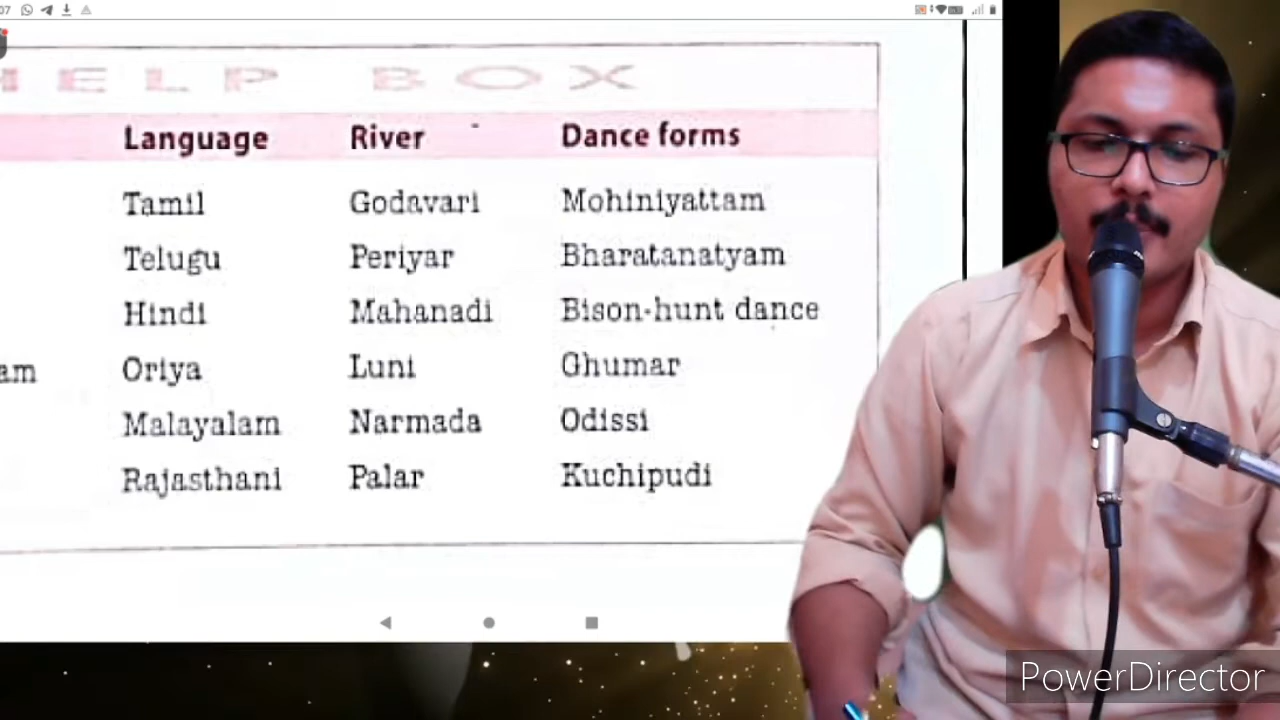 07
HELP BOX
Language River Dance forms
Tamil Godavari Mohiniyattam
Telugu Periyar Bharatanatyam
Hindi Mahanadi Bison-hunt dance
am Oriya Luni Ghumar
Malayalam Narmada Odissi
Rajasthani Palar Kuchipudi
PowerDirector